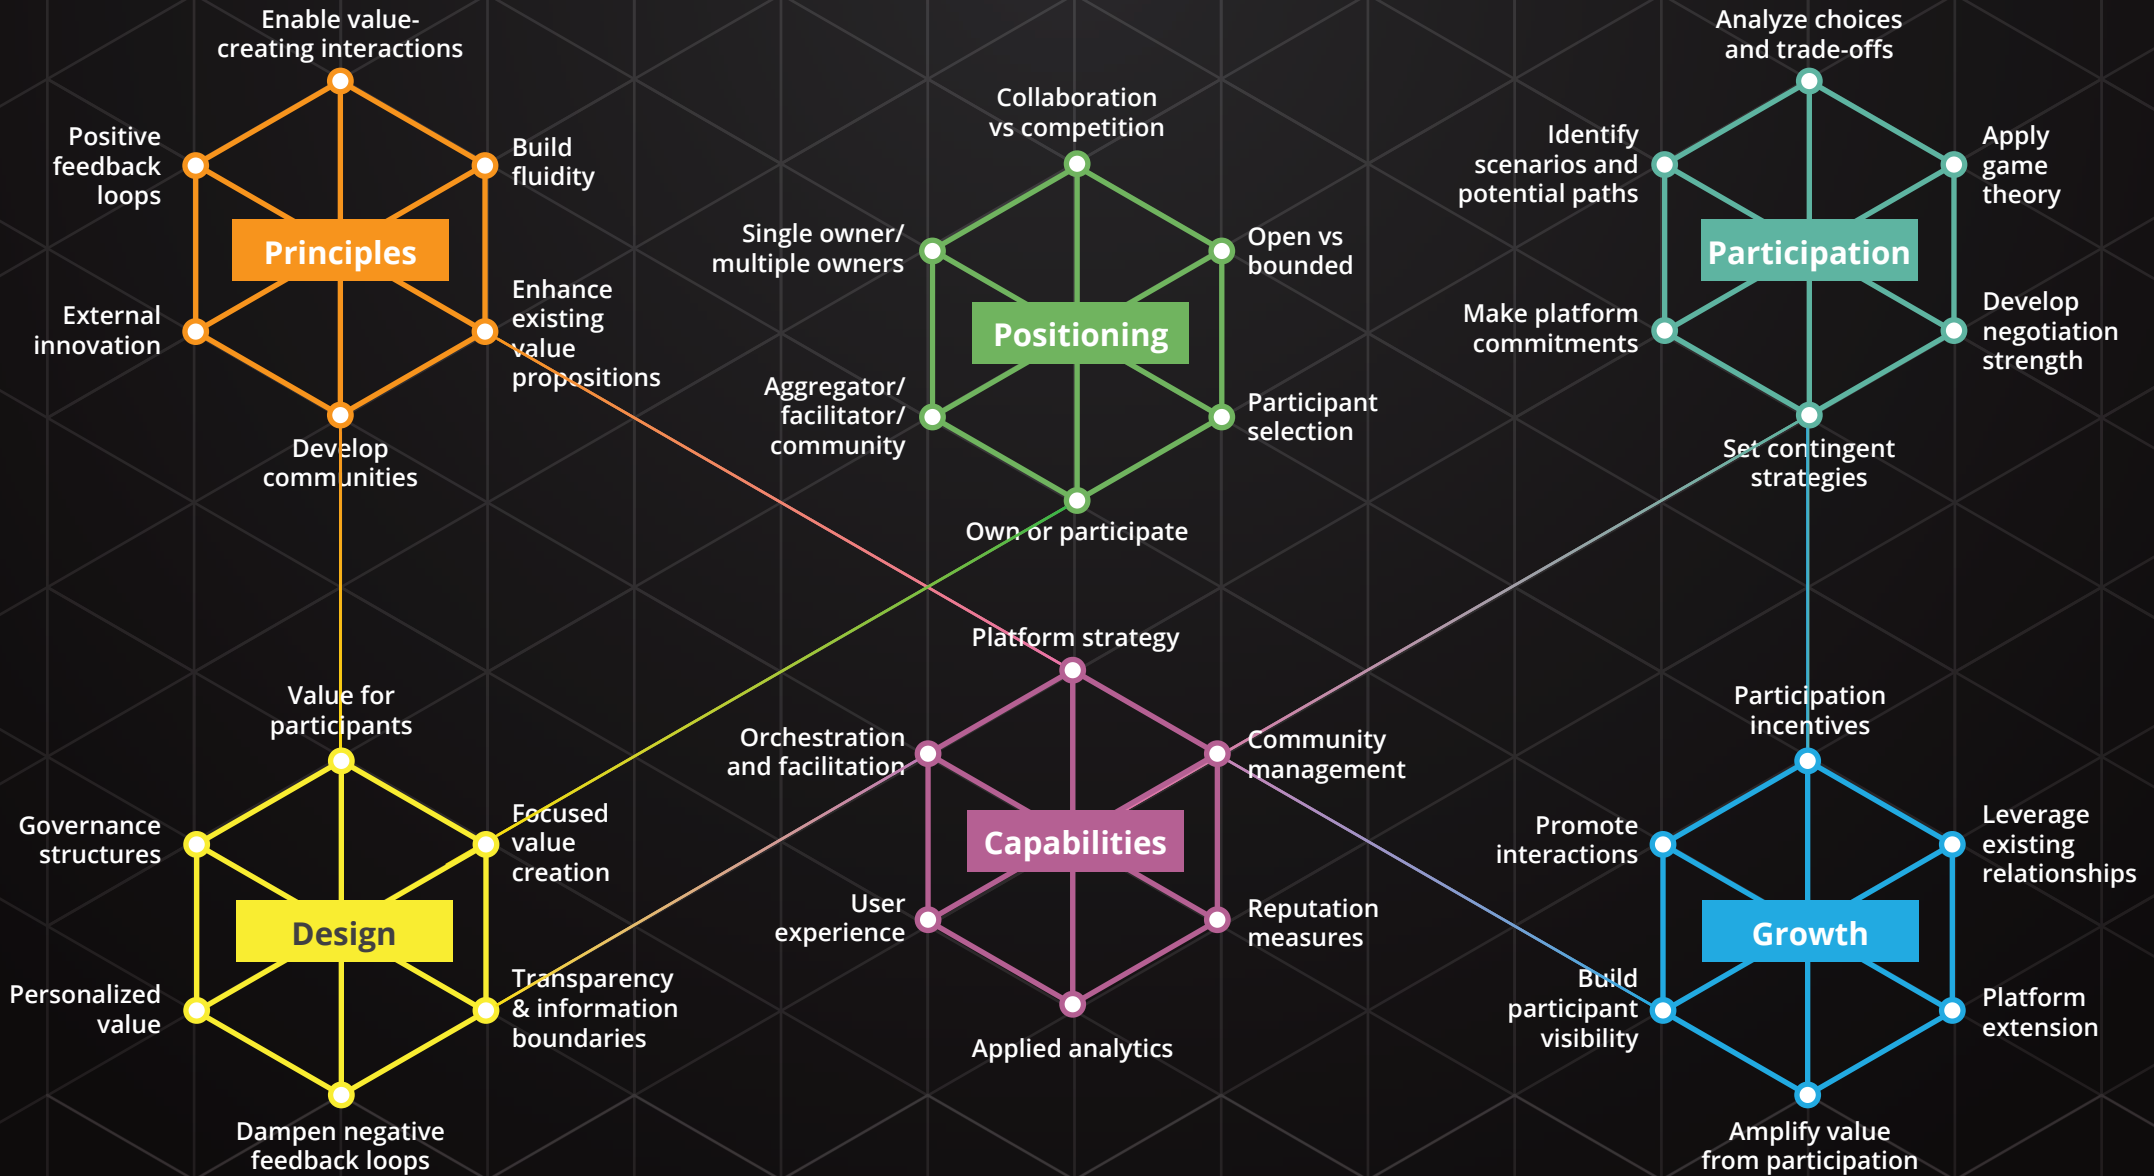 Enable value-
creating interactions
Positive
feedback
loops
Build
fluidity
Principles
External
innovation
Enhance
existing
value
propositions
Develop
communities
Collaboration
vs competition
Single owner/
multiple owners
Open vs
bounded
Positioning
Aggregator/
facilitator/
community
Participant
selection
Own or participate
Analyze choices
and trade-offs
Identify
scenarios and
potential paths
Apply
game
theory
Participation
Make platform
commitments
Develop
negotiation
strength
Set contingent
strategies
Value for
participants
Governance
structures
Focused
value
creation
Design
Personalized
value
Transparency
& information
boundaries
Dampen negative
feedback loops
Platform strategy
Orchestration
and facilitation
Community
management
Capabilities
User
experience
Reputation
measures
Applied analytics
Participation
incentives
Promote
interactions
Leverage
existing
relationships
Growth
Build
participant
visibility
Platform
extension
Amplify value
from participation